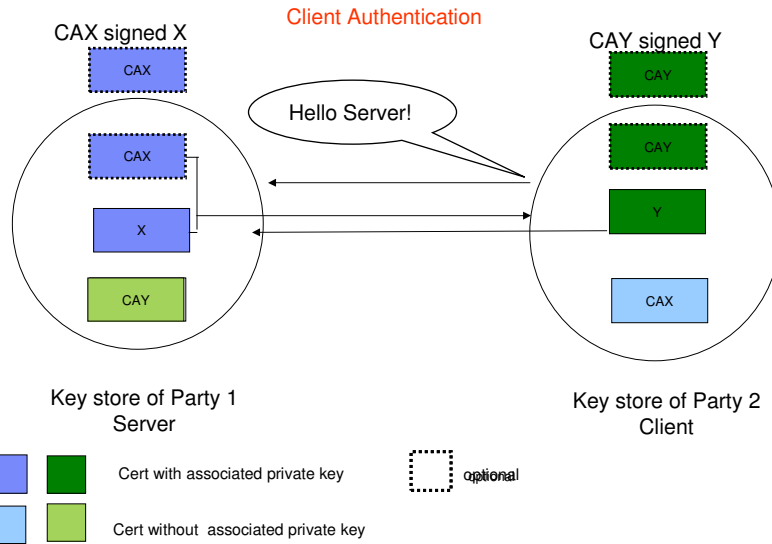 Client Authentication
CAX signed X
CAY signed Y
CAX
CAY
Hello Server!
CAX
CAY
X
Y
CAY
CAX
Key store of Party 1
Server
Key store of Party 2
Client
Cert with associated private key
optional
optional
Cert without associated private key